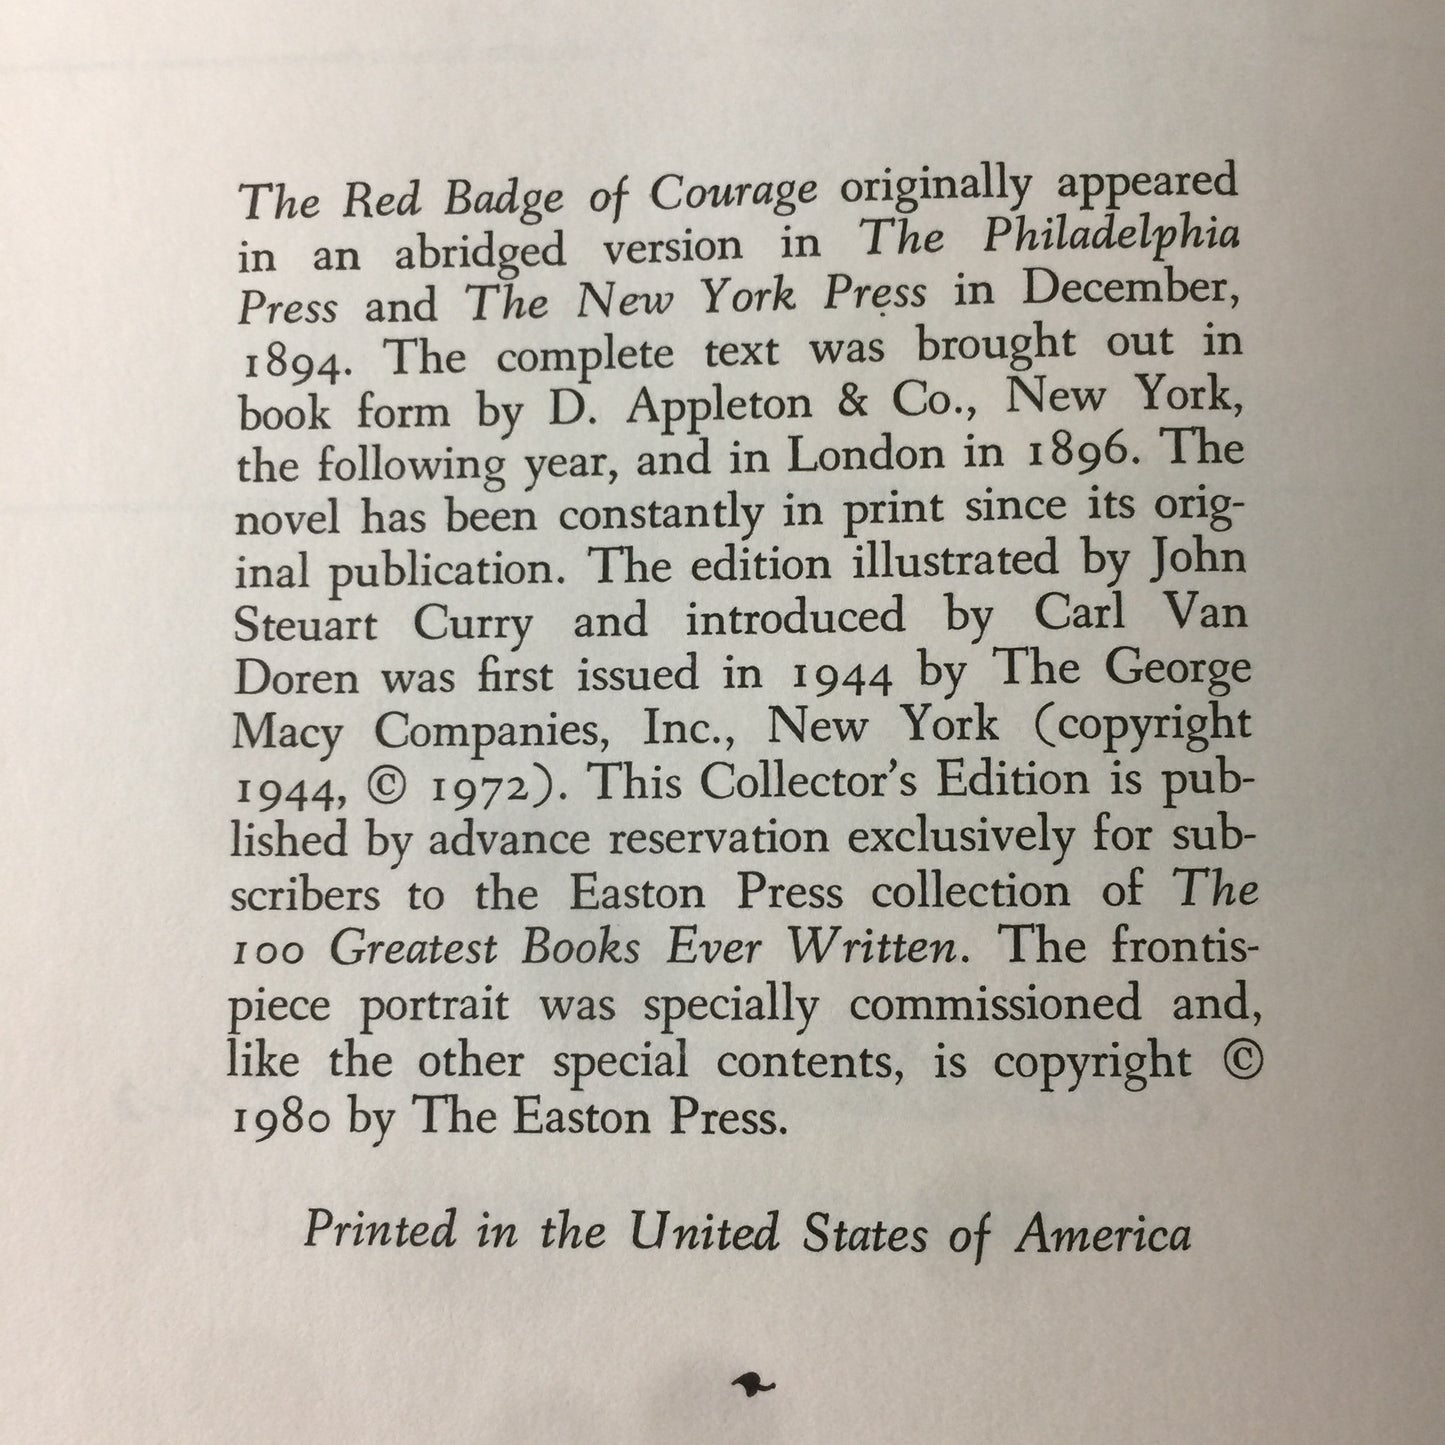 The Red Badge of Courage originally appeared
in an abridged version in The Philadelphia
Press and The New York Press in December,
1894. The complete text was brought out in
book form by D. Appleton & Co., New York,
the following year, and in London in 1896. The
novel has been constantly in print since its orig-
inal publication. The edition illustrated by John
Steuart Curry and introduced by Carl Van
Doren was first issued in 1944 by The George
Macy Companies, Inc., New York (copyright
1944, © 1972). This Collector's Edition is pub-
lished by advance reservation exclusively for sub-
scribers to the Easton Press collection of The
100 Greatest Books Ever Written. The frontis-
piece portrait was specially commissioned and,
like the other special contents, is copyright ©
1980 by The Easton Press.
Printed in the United States of America